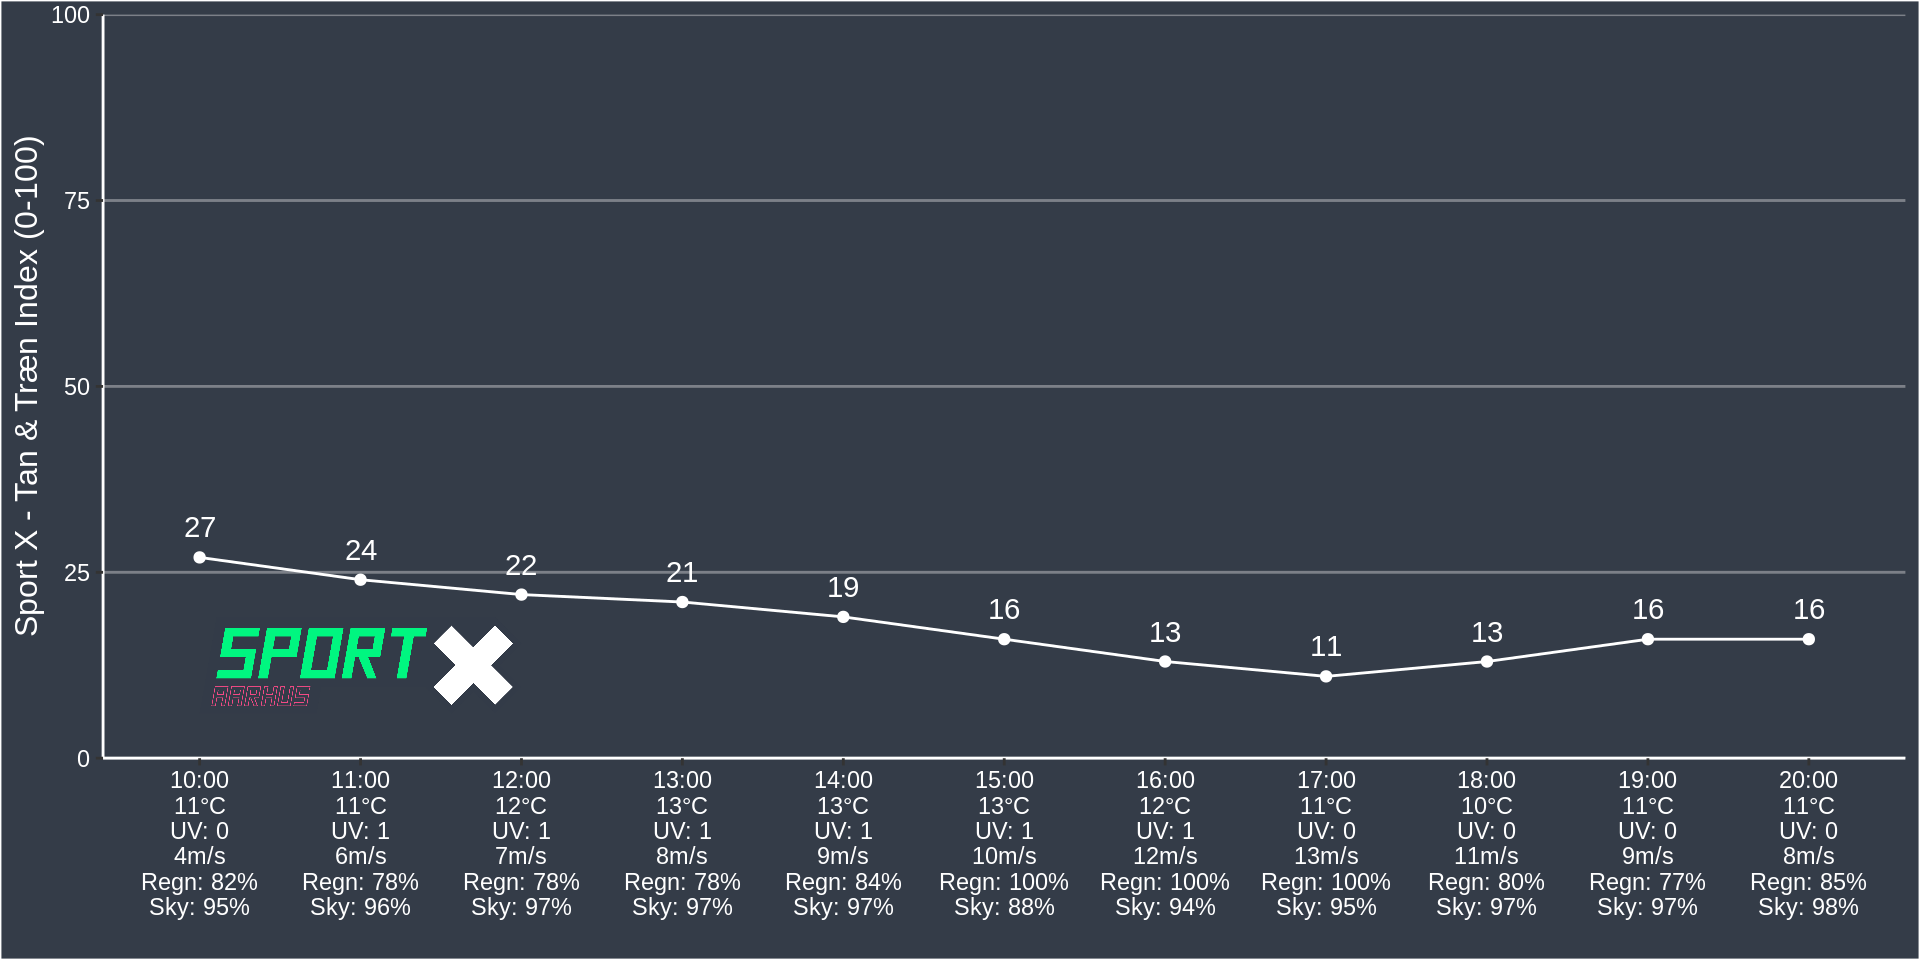 Sport X - Tan & Træn Index (0-100)
100
75
50
25
0
27
24
22
21
19
16
13
11
13
16
16
SPORT X
AARHUS
10:00 11:00 12:00 13:00 14:00 15:00 16:00 17:00 18:00 19:00 20:00
11°C 11°C 12°C 13°C 13°C 13°C 12°C 11°C 10°C 11°C 11°C
UV: 0 UV: 1 UV: 1 UV: 1 UV: 1 UV: 1 UV: 1 UV: 0 UV: 0 UV: 0 UV: 0
4m/s 6m/s 7m/s 8m/s 9m/s 10m/s 12m/s 13m/s 11m/s 9m/s 8m/s
Regn: 82% Regn: 78% Regn: 78% Regn: 78% Regn: 84% Regn: 100% Regn: 100% Regn: 100% Regn: 80% Regn: 77% Regn: 85%
Sky: 95% Sky: 96% Sky: 97% Sky: 97% Sky: 97% Sky: 88% Sky: 94% Sky: 95% Sky: 97% Sky: 97% Sky: 98%